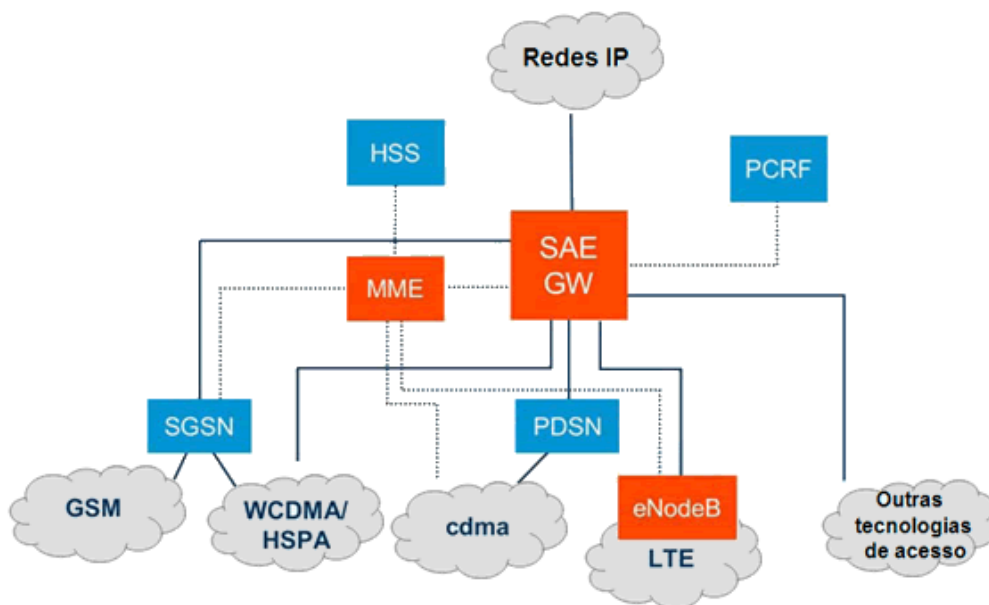 Redes IP
HSS
PCRF
SAE
GW
MME
SGSN
PDSN
GSM
WCDMA/
HSPA
cdma
eNodeB
LTE
Outras
tecnologias
de acesso